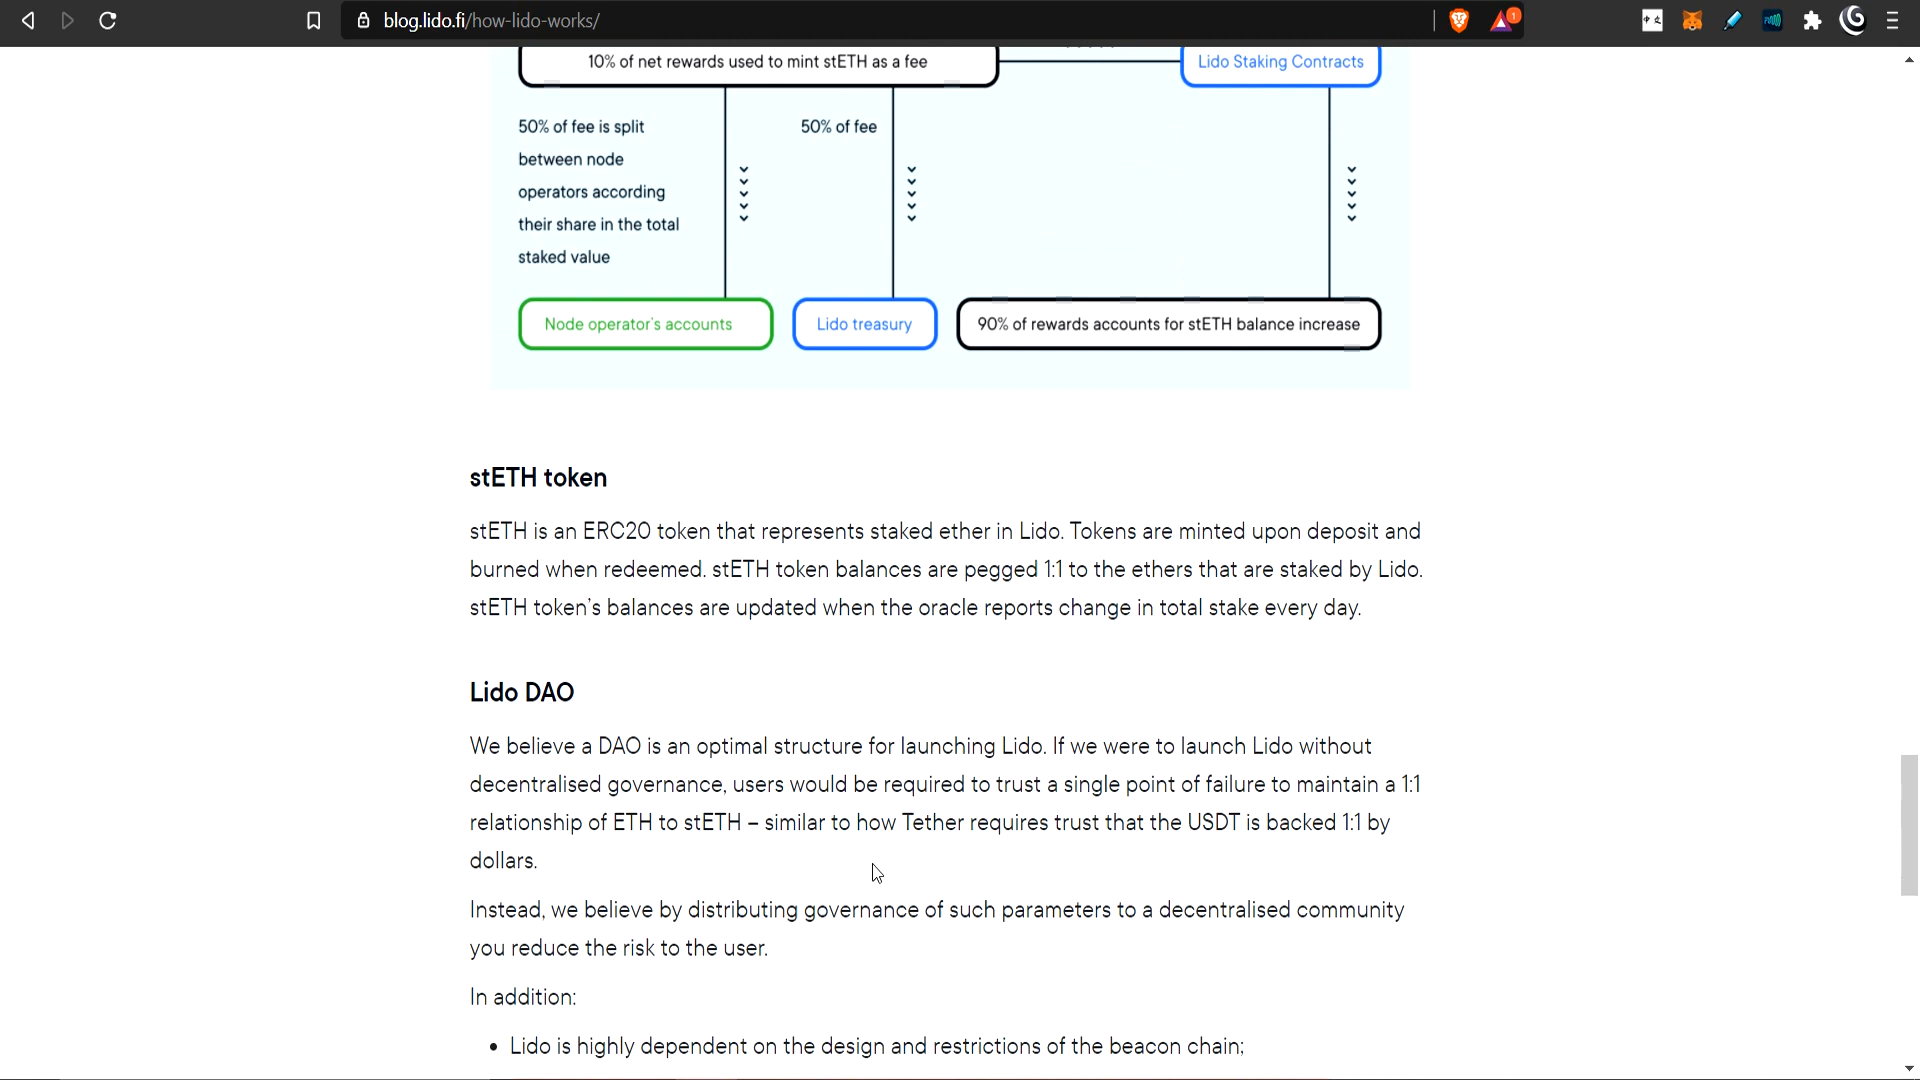 blog.lido.fi/how-lido-works/
1
10% of net rewards used to mint stETH as a fee
Lido Staking Contracts
50% of fee is split
between node
operators according
their share in the total
staked value
50% of fee
Node operator's accounts
Lido treasury
90% of rewards accounts for stETH balance increase
stETH token
stETH is an ERC20 token that represents staked ether in Lido. Tokens are minted upon deposit and
burned when redeemed. stETH token balances are pegged 1:1 to the ethers that are staked by Lido.
stETH token's balances are updated when the oracle reports change in total stake every day.
Lido DAO
We believe a DAO is an optimal structure for launching Lido. If we were to launch Lido without
decentralised governance, users would be required to trust a single point of failure to maintain a 1:1
relationship of ETH to stETH – similar to how Tether requires trust that the USDT is backed 1:1 by
dollars.
Instead, we believe by distributing governance of such parameters to a decentralised community
you reduce the risk to the user.
In addition:
• Lido is highly dependent on the design and restrictions of the beacon chain;